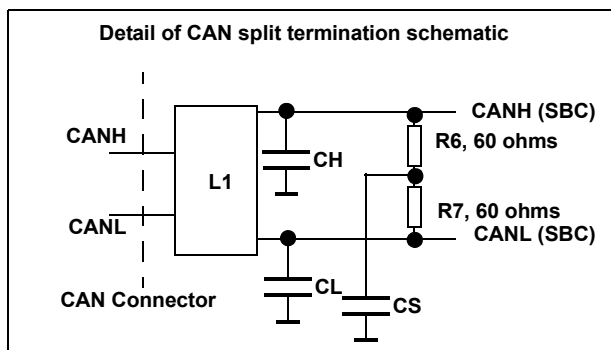 Detail of CAN split termination schematic
CANH (SBC)
CANH
R6, 60 ohms
CH
L1
R7, 60 ohms
CANL
CANL (SBC)
CL
CAN Connector
CS